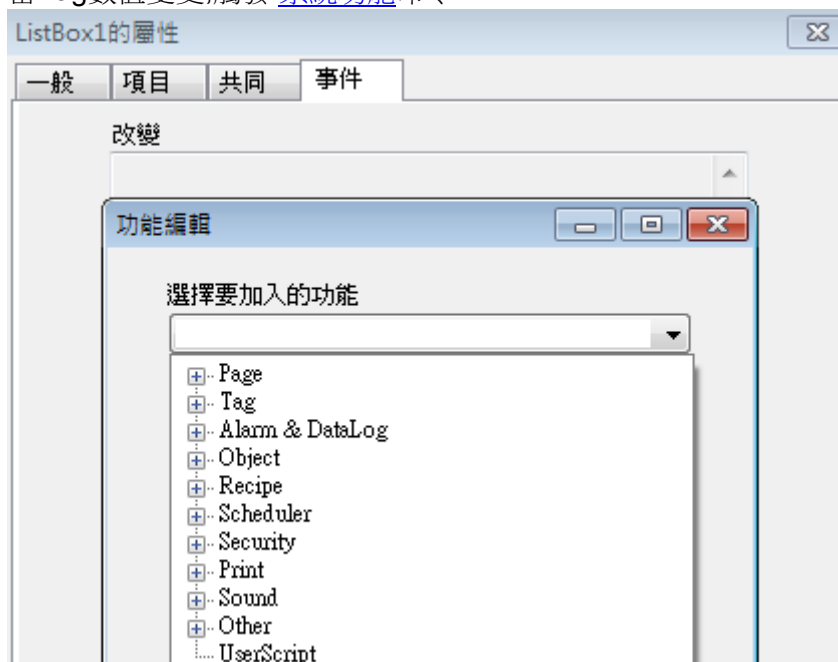 ListBox1的屬性
一般 項目 共同 事件
改變
功能編輯
選擇要加入的功能
Page
Tag
Alarm & DataLog
Object
Recipe
Scheduler
Security
Print
Sound
Other
UserScript